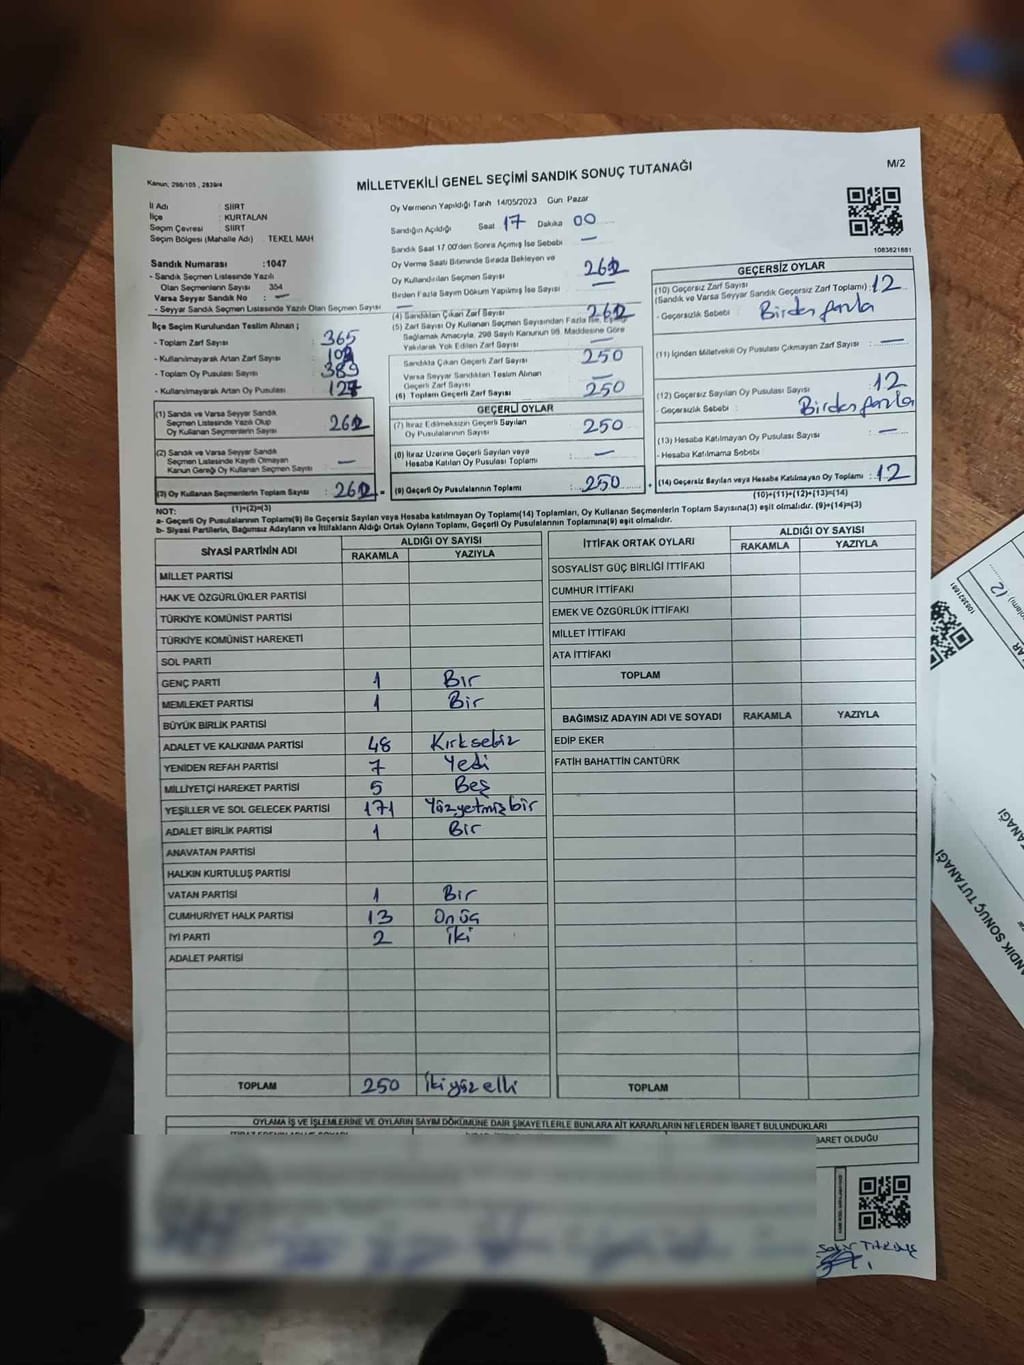 Kanun; 298/105 , 2839/4
MİLLETVEKİLİ GENEL SEÇİMİ SANDIK SONUÇ TUTANAĞI
M/2
İl Adı : SİİRT
İlçe : KURTALAN
Seçim Çevresi : SİİRT
Seçim Bölgesi (Mahalle Adı) : TEKEL MAH
Sandık Numarası : 1047
- Sandık Seçmen Listesinde Yazılı
Olan Seçmenlerin Sayısı 354
Varsa Seyyar Sandık No : —
- Seyyar Sandık Seçmen Listesinde Yazılı Olan Seçmen Sayısı : —
Oy Vermenin Yapıldığı Tarih 14/05/2023 Gün Pazar
Sandığın Açıldığı Saat 17 Dakika 00
Sandık Saat 17.00'den Sonra Açılmış İse Sebebi —
Oy Verme Saati Bitiminde Sırada Bekleyen ve
Oy Kullandırılan Seçmen Sayısı 262
Birden Fazla Sayım Döküm Yapılmış İse Sayısı —
1083821681
İlçe Seçim Kurulundan Teslim Alınan ;
- Toplam Zarf Sayısı : 365
- Kullanılmayarak Artan Zarf Sayısı :
- Toplam Oy Pusulası Sayısı : 389
- Kullanılmayarak Artan Oy Pusulası : 127
(1) Sandık ve Varsa Seyyar Sandık
Seçmen Listesinde Yazılı Olup
Oy Kullanan Seçmenlerin Sayısı : 262
(2) Sandık ve Varsa Seyyar Sandık
Seçmen Listesinde Kayıtlı Olmayan
Kanun Gereği Oy Kullanan Seçmen Sayısı : —
(3) Oy Kullanan Seçmenlerin Toplam Sayısı : 262 =
(1)+(2)=(3)
(4) Sandıktan Çıkan Zarf Sayısı 262
(5) Zarf Sayısı Oy Kullanan Seçmen Sayısından Fazla İse, Eşitliği
Sağlamak Amacıyla, 298 Sayılı Kanunun 98. Maddesine Göre
Yakılarak Yok Edilen Zarf Sayısı —
Sandıkta Çıkan Geçerli Zarf Sayısı 250
Varsa Seyyar Sandıktan Teslim Alınan
Geçerli Zarf Sayısı —
(6) Toplam Geçerli Zarf Sayısı 250
GEÇERLİ OYLAR
(7) İtiraz Edilmeksizin Geçerli Sayılan
Oy Pusulalarının Sayısı : 250
(8) İtiraz Üzerine Geçerli Sayılan veya
Hesaba Katılan Oy Pusulası Toplamı : —
(9) Geçerli Oy Pusulalarının Toplamı : 250 +
GEÇERSİZ OYLAR
(10) Geçersiz Zarf Sayısı
(Sandık ve Varsa Seyyar Sandık Geçersiz Zarf Toplamı) : 12
- Geçersizlik Sebebi : Birden fazla
(11) İçinden Milletvekili Oy Pusulası Çıkmayan Zarf Sayısı : —
(12) Geçersiz Sayılan Oy Pusulası Sayısı : 12
- Geçersizlik Sebebi : Birden fazla
(13) Hesaba Katılmayan Oy Pusulası Sayısı : —
- Hesaba Katılmama Sebebi :
(14) Geçersiz Sayılan veya Hesaba Katılmayan Oy Toplamı : 12
(10)+(11)+(12)+(13)=(14)
NOT:
a- Geçerli Oy Pusulalarının Toplamı(9) ile Geçersiz Sayılan veya Hesaba Katılmayan Oy Toplamı(14) Toplamları, Oy Kullanan Seçmenlerin Toplam Sayısına(3) eşit olmalıdır. (9)+(14)=(3)
b- Siyasi Partilerin, Bağımsız Adayların ve İttifakların Aldığı Ortak Oyların Toplamı, Geçerli Oy Pusulalarının Toplamına(9) eşit olmalıdır.
SİYASİ PARTİNİN ADI ALDIĞI OY SAYISI
RAKAMLA YAZIYLA
MİLLET PARTİSİ
HAK VE ÖZGÜRLÜKLER PARTİSİ
TÜRKİYE KOMÜNİST PARTİSİ
TÜRKİYE KOMÜNİST HAREKETİ
SOL PARTİ
GENÇ PARTİ 1 Bir
MEMLEKET PARTİSİ 1 Bir
BÜYÜK BİRLİK PARTİSİ
ADALET VE KALKINMA PARTİSİ 48 Kırksekiz
YENİDEN REFAH PARTİSİ 7 Yedi
MİLLİYETÇİ HAREKET PARTİSİ 5 Beş
YEŞİLLER VE SOL GELECEK PARTİSİ 171 Yüzyetmişbir
ADALET BİRLİK PARTİSİ 1 Bir
ANAVATAN PARTİSİ
HALKIN KURTULUŞ PARTİSİ
VATAN PARTİSİ 1 Bir
CUMHURİYET HALK PARTİSİ 13 Onüç
İYİ PARTİ 2 İki
ADALET PARTİSİ
TOPLAM 250 İkiyüzelli
İTTİFAK ORTAK OYLARI ALDIĞI OY SAYISI
RAKAMLA YAZIYLA
SOSYALİST GÜÇ BİRLİĞİ İTTİFAKI
CUMHUR İTTİFAKI
EMEK VE ÖZGÜRLÜK İTTİFAKI
MİLLET İTTİFAKI
ATA İTTİFAKI
TOPLAM
BAĞIMSIZ ADAYIN ADI VE SOYADI RAKAMLA YAZIYLA
EDİP EKER
FATİH BAHATTİN CANTÜRK
TOPLAM
OYLAMA İŞ VE İŞLEMLERİNE VE OYLARIN SAYIM DÖKÜMÜNE DAİR ŞİKAYETLERLE BUNLARA AİT KARARLARIN NELERDEN İBARET BULUNDUKLARI
BARET OLDUĞU
1083821681
12
ANDIK SONUÇ TUTANAĞI